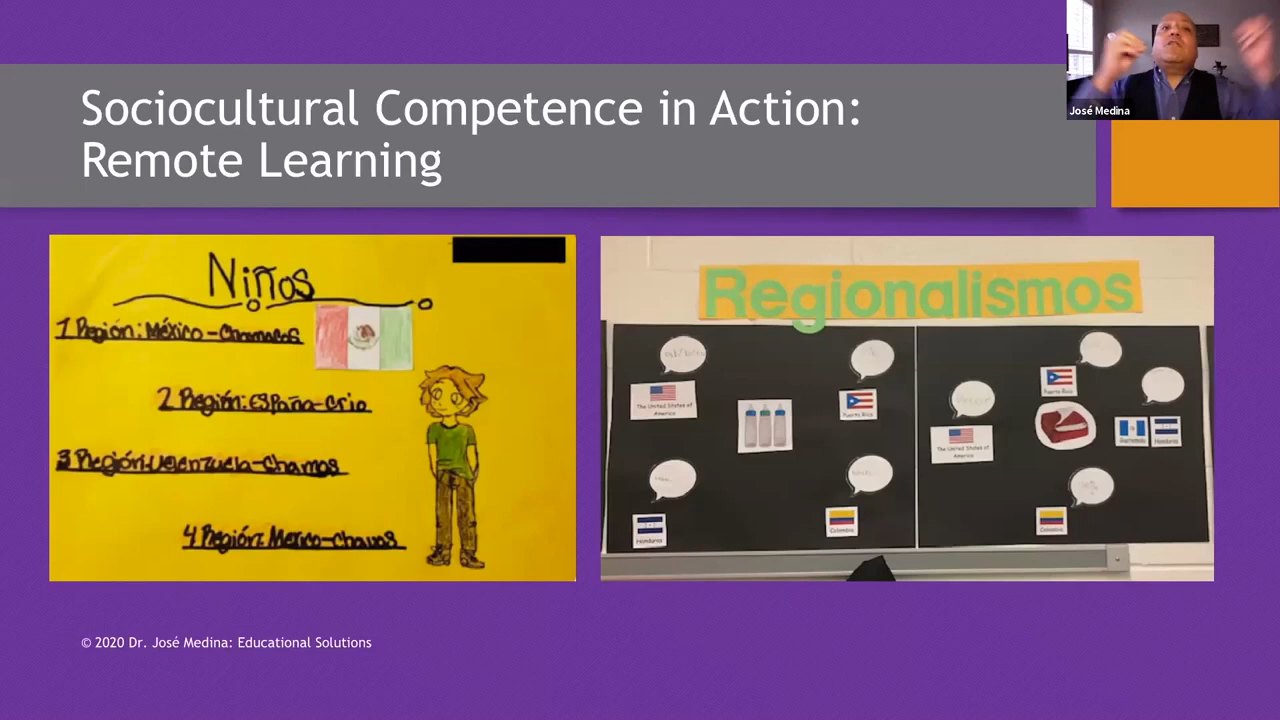 José Medina
Sociocultural Competence in Action:
Remote Learning
Niños
1 Región: México - Chamacos
2 Región: España - Crio
3 Región: Venenzuela - Chamos
4 Región: Mexico - Chavos
Regionalismos
The United States of
America
Puerto Rico
Honduras
Colombia
Puerto Rico
The United States of
America
Guatemala
Honduras
Colombia
© 2020 Dr. José Medina: Educational Solutions